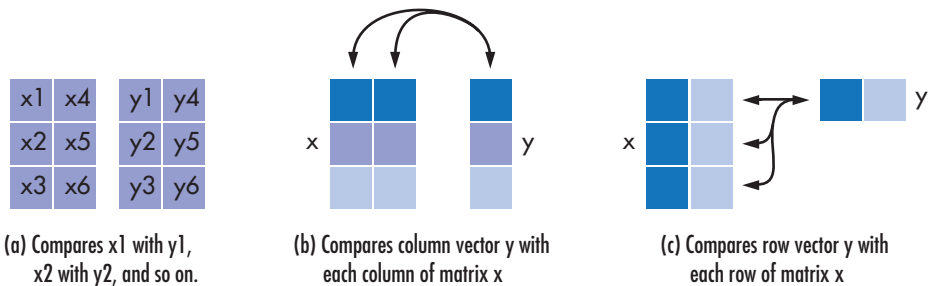 x1 x4 y1 y4
x2 x5 y2 y5
x3 x6 y3 y6
x y
x y
(a) Compares x1 with y1,
x2 with y2, and so on.
(b) Compares column vector y with
each column of matrix x
(c) Compares row vector y with
each row of matrix x